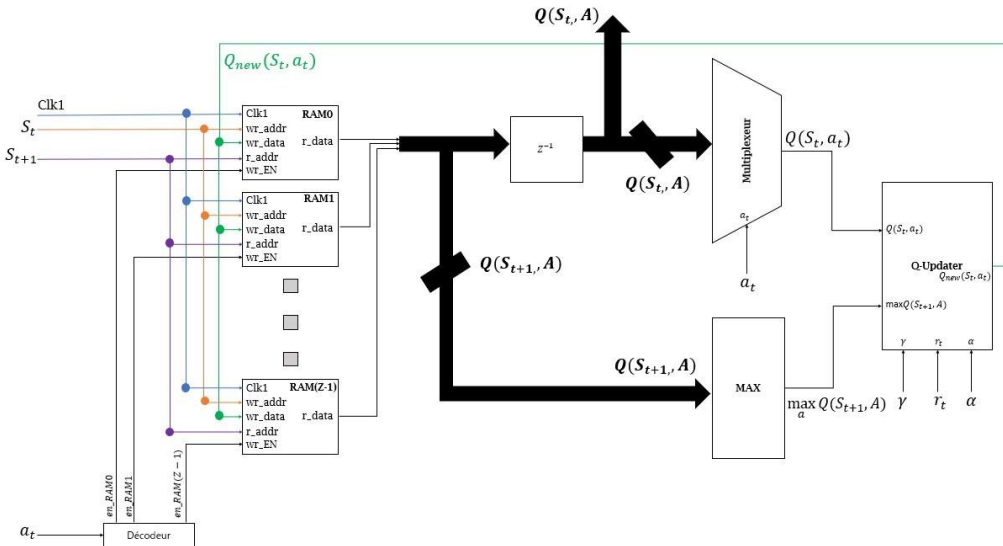 Q(S_t,, A)
Q_new(S_t, a_t)
Clk1
S_t
S_{t+1}
RAM0
Clk1
wr_addr
wr_data
r_addr
wr_EN
r_data
RAM1
Clk1
wr_addr
wr_data
r_addr
wr_EN
r_data
RAM(Z-1)
Clk1
wr_addr
wr_data
r_addr
wr_EN
r_data
en_RAM0
en_RAM1
en_RAM(Z − 1)
a_t
Décodeur
Z⁻¹
Q(S_t,, A)
Q(S_{t+1},, A)
Q(S_{t+1},, A)
Multiplexeur
a_t
a_t
Q(S_t, a_t)
MAX
max_a Q(S_{t+1}, A)
Q(S_t, a_t)
Q-Updater
Q_new(S_t, a_t)
maxQ(S_{t+1}, A)
γ
r_t
α
γ
r_t
α